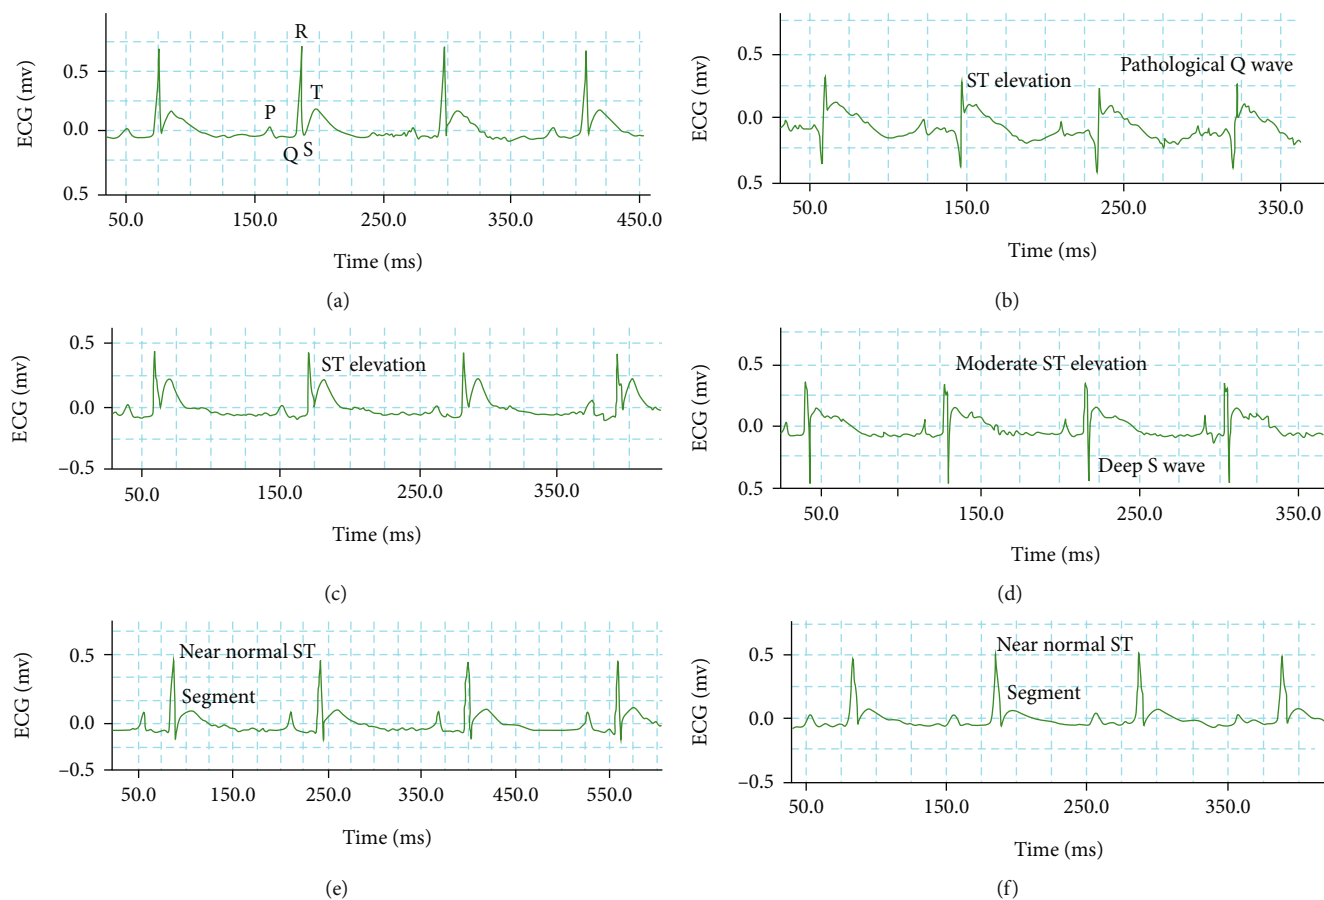 ECG (mv)
0.5
0.0
0.5
R
P
T
Q
S
50.0 150.0 250.0 350.0 450.0
Time (ms)
(a)
ECG (mv)
0.5
0.0
0.5
ST elevation
Pathological Q wave
50.0 150.0 250.0 350.0
Time (ms)
(b)
ECG (mv)
0.5
0.0
−0.5
ST elevation
50.0 150.0 250.0 350.0
Time (ms)
(c)
ECG (mv)
0.5
0.0
0.5
Moderate ST elevation
Deep S wave
50.0 150.0 250.0 350.0
Time (ms)
(d)
ECG (mv)
0.5
0.0
−0.5
Near normal ST
Segment
50.0 150.0 250.0 350.0 450.0 550.0
Time (ms)
(e)
ECG (mv)
0.5
0.0
−0.5
Near normal ST
Segment
50.0 150.0 250.0 350.0
Time (ms)
(f)